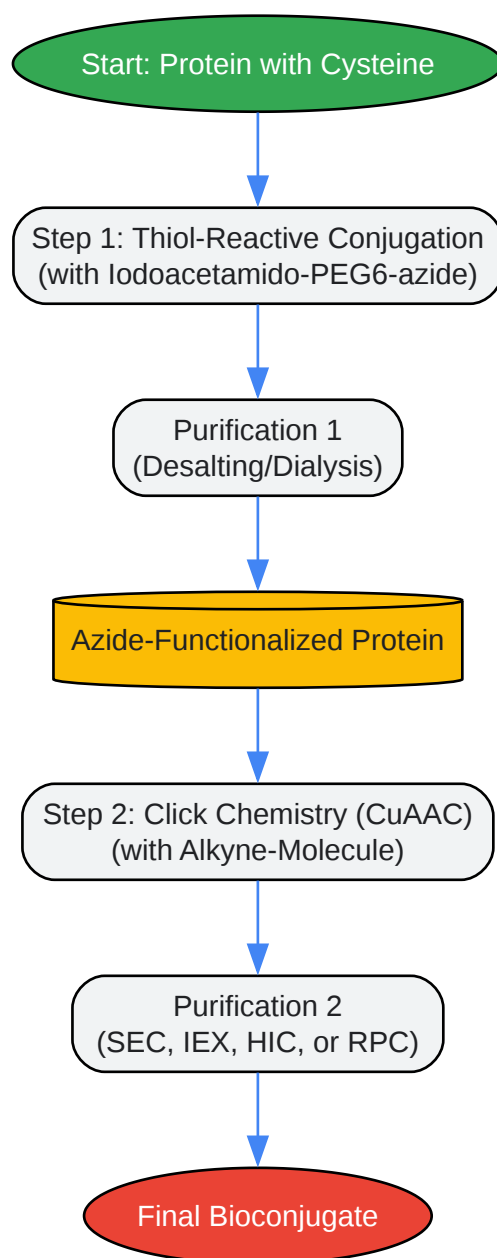 Start: Protein with Cysteine
Step 1: Thiol-Reactive Conjugation
(with Iodoacetamido-PEG6-azide)
Purification 1
(Desalting/Dialysis)
Azide-Functionalized Protein
Step 2: Click Chemistry (CuAAC)
(with Alkyne-Molecule)
Purification 2
(SEC, IEX, HIC, or RPC)
Final Bioconjugate